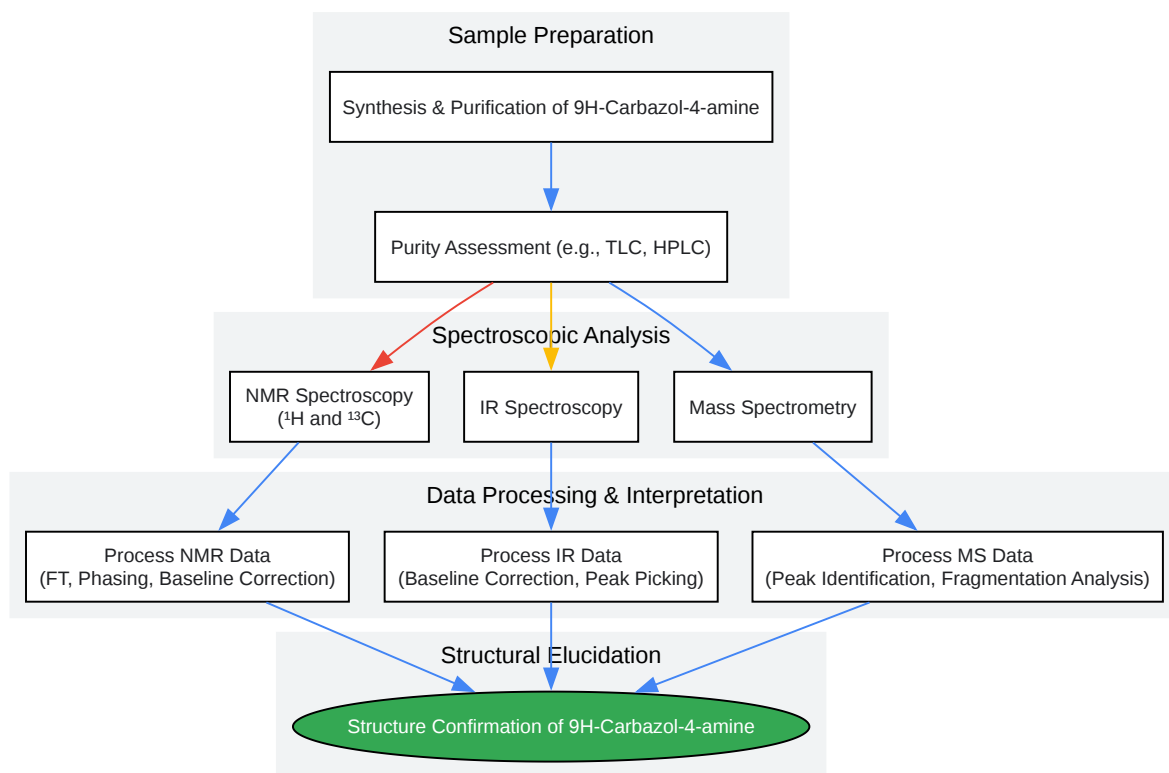 Sample Preparation
Synthesis & Purification of 9H-Carbazol-4-amine
Purity Assessment (e.g., TLC, HPLC)
Spectroscopic Analysis
NMR Spectroscopy
(¹H and ¹³C)
IR Spectroscopy
Mass Spectrometry
Data Processing & Interpretation
Process NMR Data
(FT, Phasing, Baseline Correction)
Process IR Data
(Baseline Correction, Peak Picking)
Process MS Data
(Peak Identification, Fragmentation Analysis)
Structural Elucidation
Structure Confirmation of 9H-Carbazol-4-amine